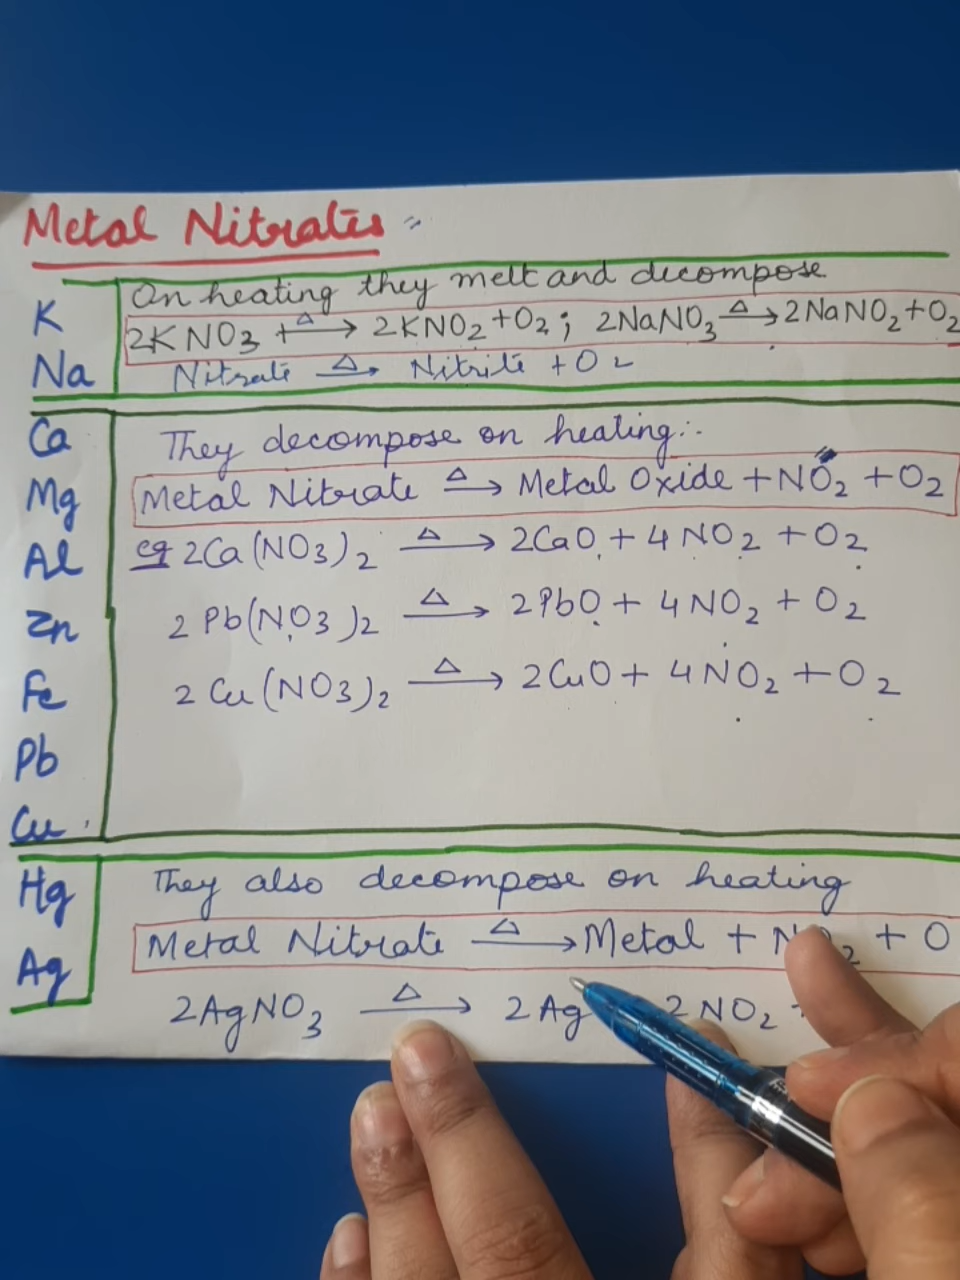 Metal Nitrates :-
K
On heating they melt and decompose
2KNO3 +Δ→ 2KNO2 + O2 ; 2NaNO3 Δ→ 2NaNO2 + O2
Na
Nitrate Δ→ Nitrite + O2
Ca
They decompose on heating:-
Mg
Metal Nitrate Δ→ Metal Oxide + NO2 + O2
Al
eg 2Ca(NO3)2 Δ→ 2CaO + 4NO2 + O2
Zn
2Pb(NO3)2 Δ→ 2PbO + 4NO2 + O2
Fe
2Cu(NO3)2 Δ→ 2CuO + 4NO2 + O2
Pb
Cu
Hg
They also decompose on heating
Metal Nitrate Δ→ Metal + NO2 + O
Ag
2AgNO3 Δ→ 2Ag 2NO2